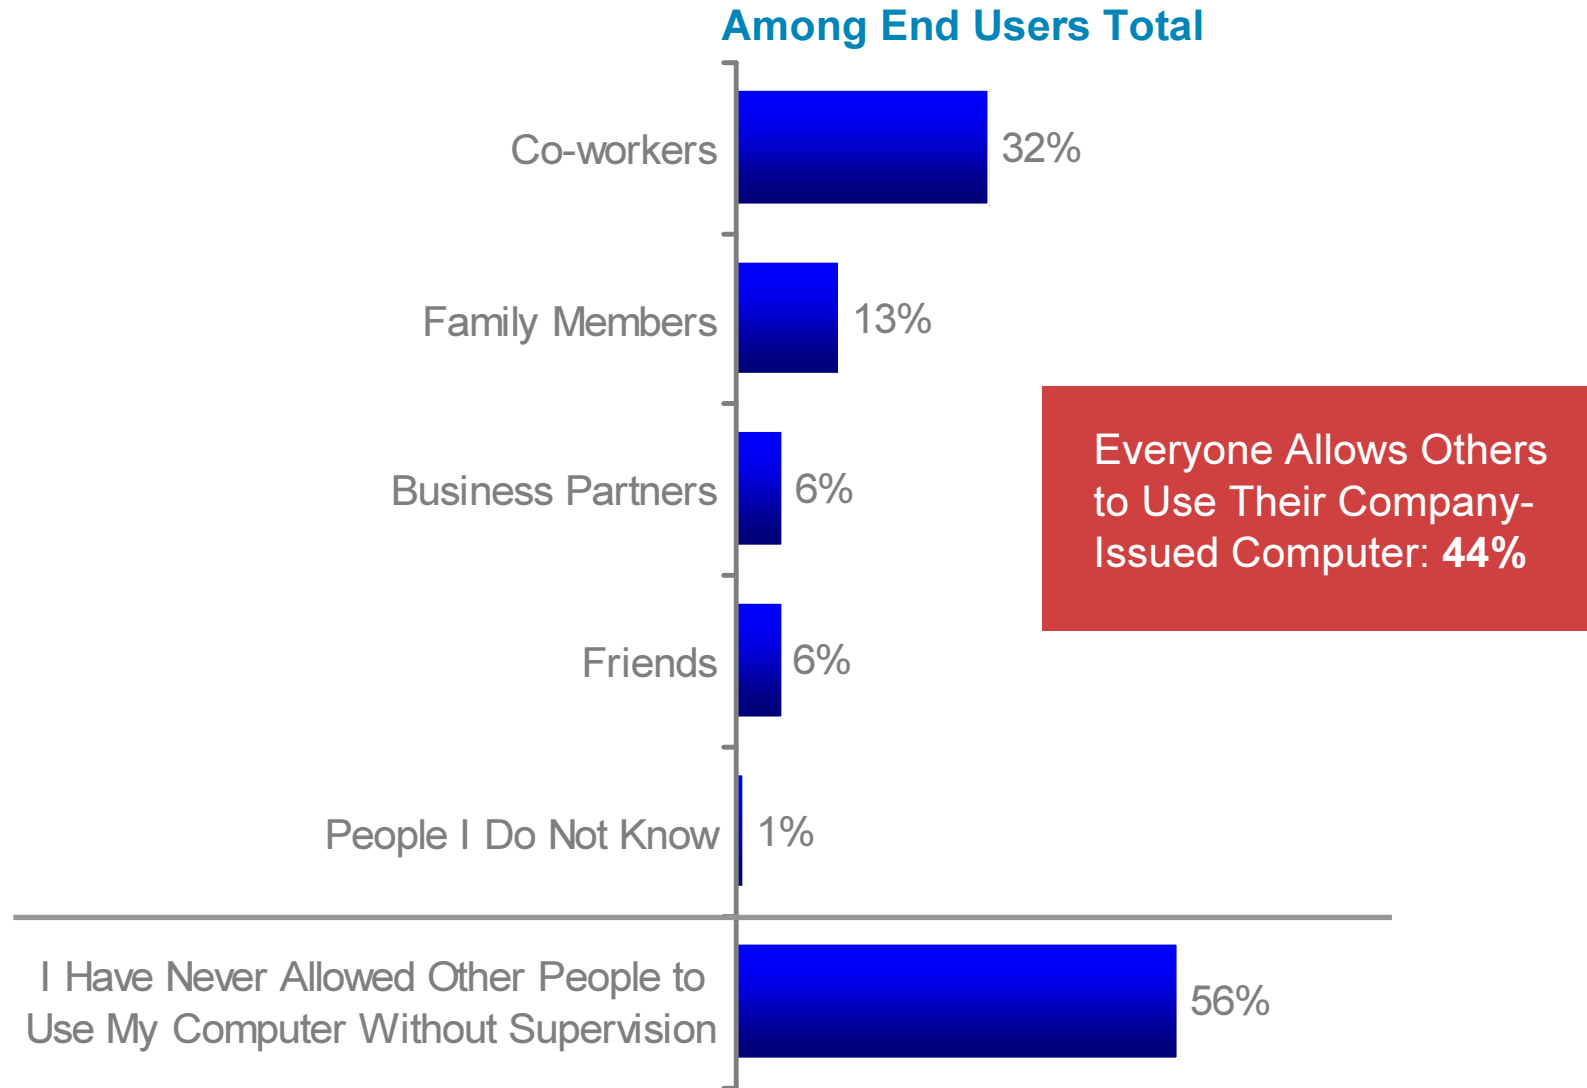 Among End Users Total
Co-workers
32%
Family Members
13%
Business Partners
6%
Everyone Allows Others
to Use Their Company-
Issued Computer: 44%
Friends
6%
People I Do Not Know
1%
I Have Never Allowed Other People to
Use My Computer Without Supervision
56%